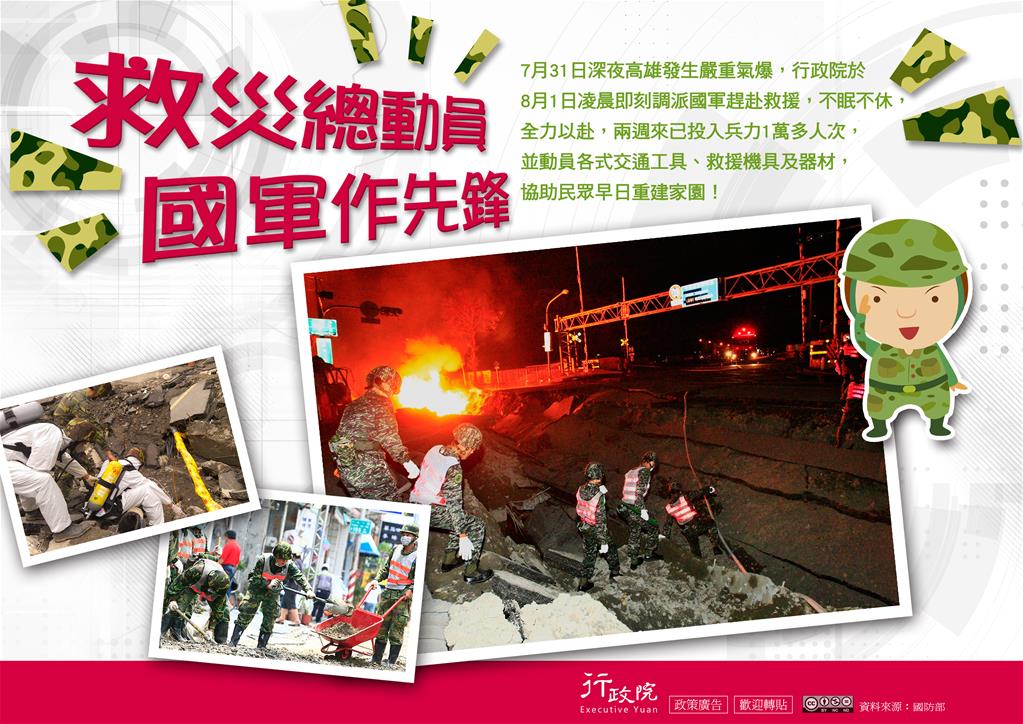 救災總動員
國軍作先鋒
7月31日深夜高雄發生嚴重氣爆，行政院於
8月1日凌晨即刻調派國軍趕赴救援，不眠不休，
全力以赴，兩週來已投入兵力1萬多人次，
並動員各式交通工具、救援機具及器材，
協助民眾早日重建家園！
行政院
Executive Yuan
政策廣告
歡迎轉貼
CC BY NC ND
資料來源：國防部